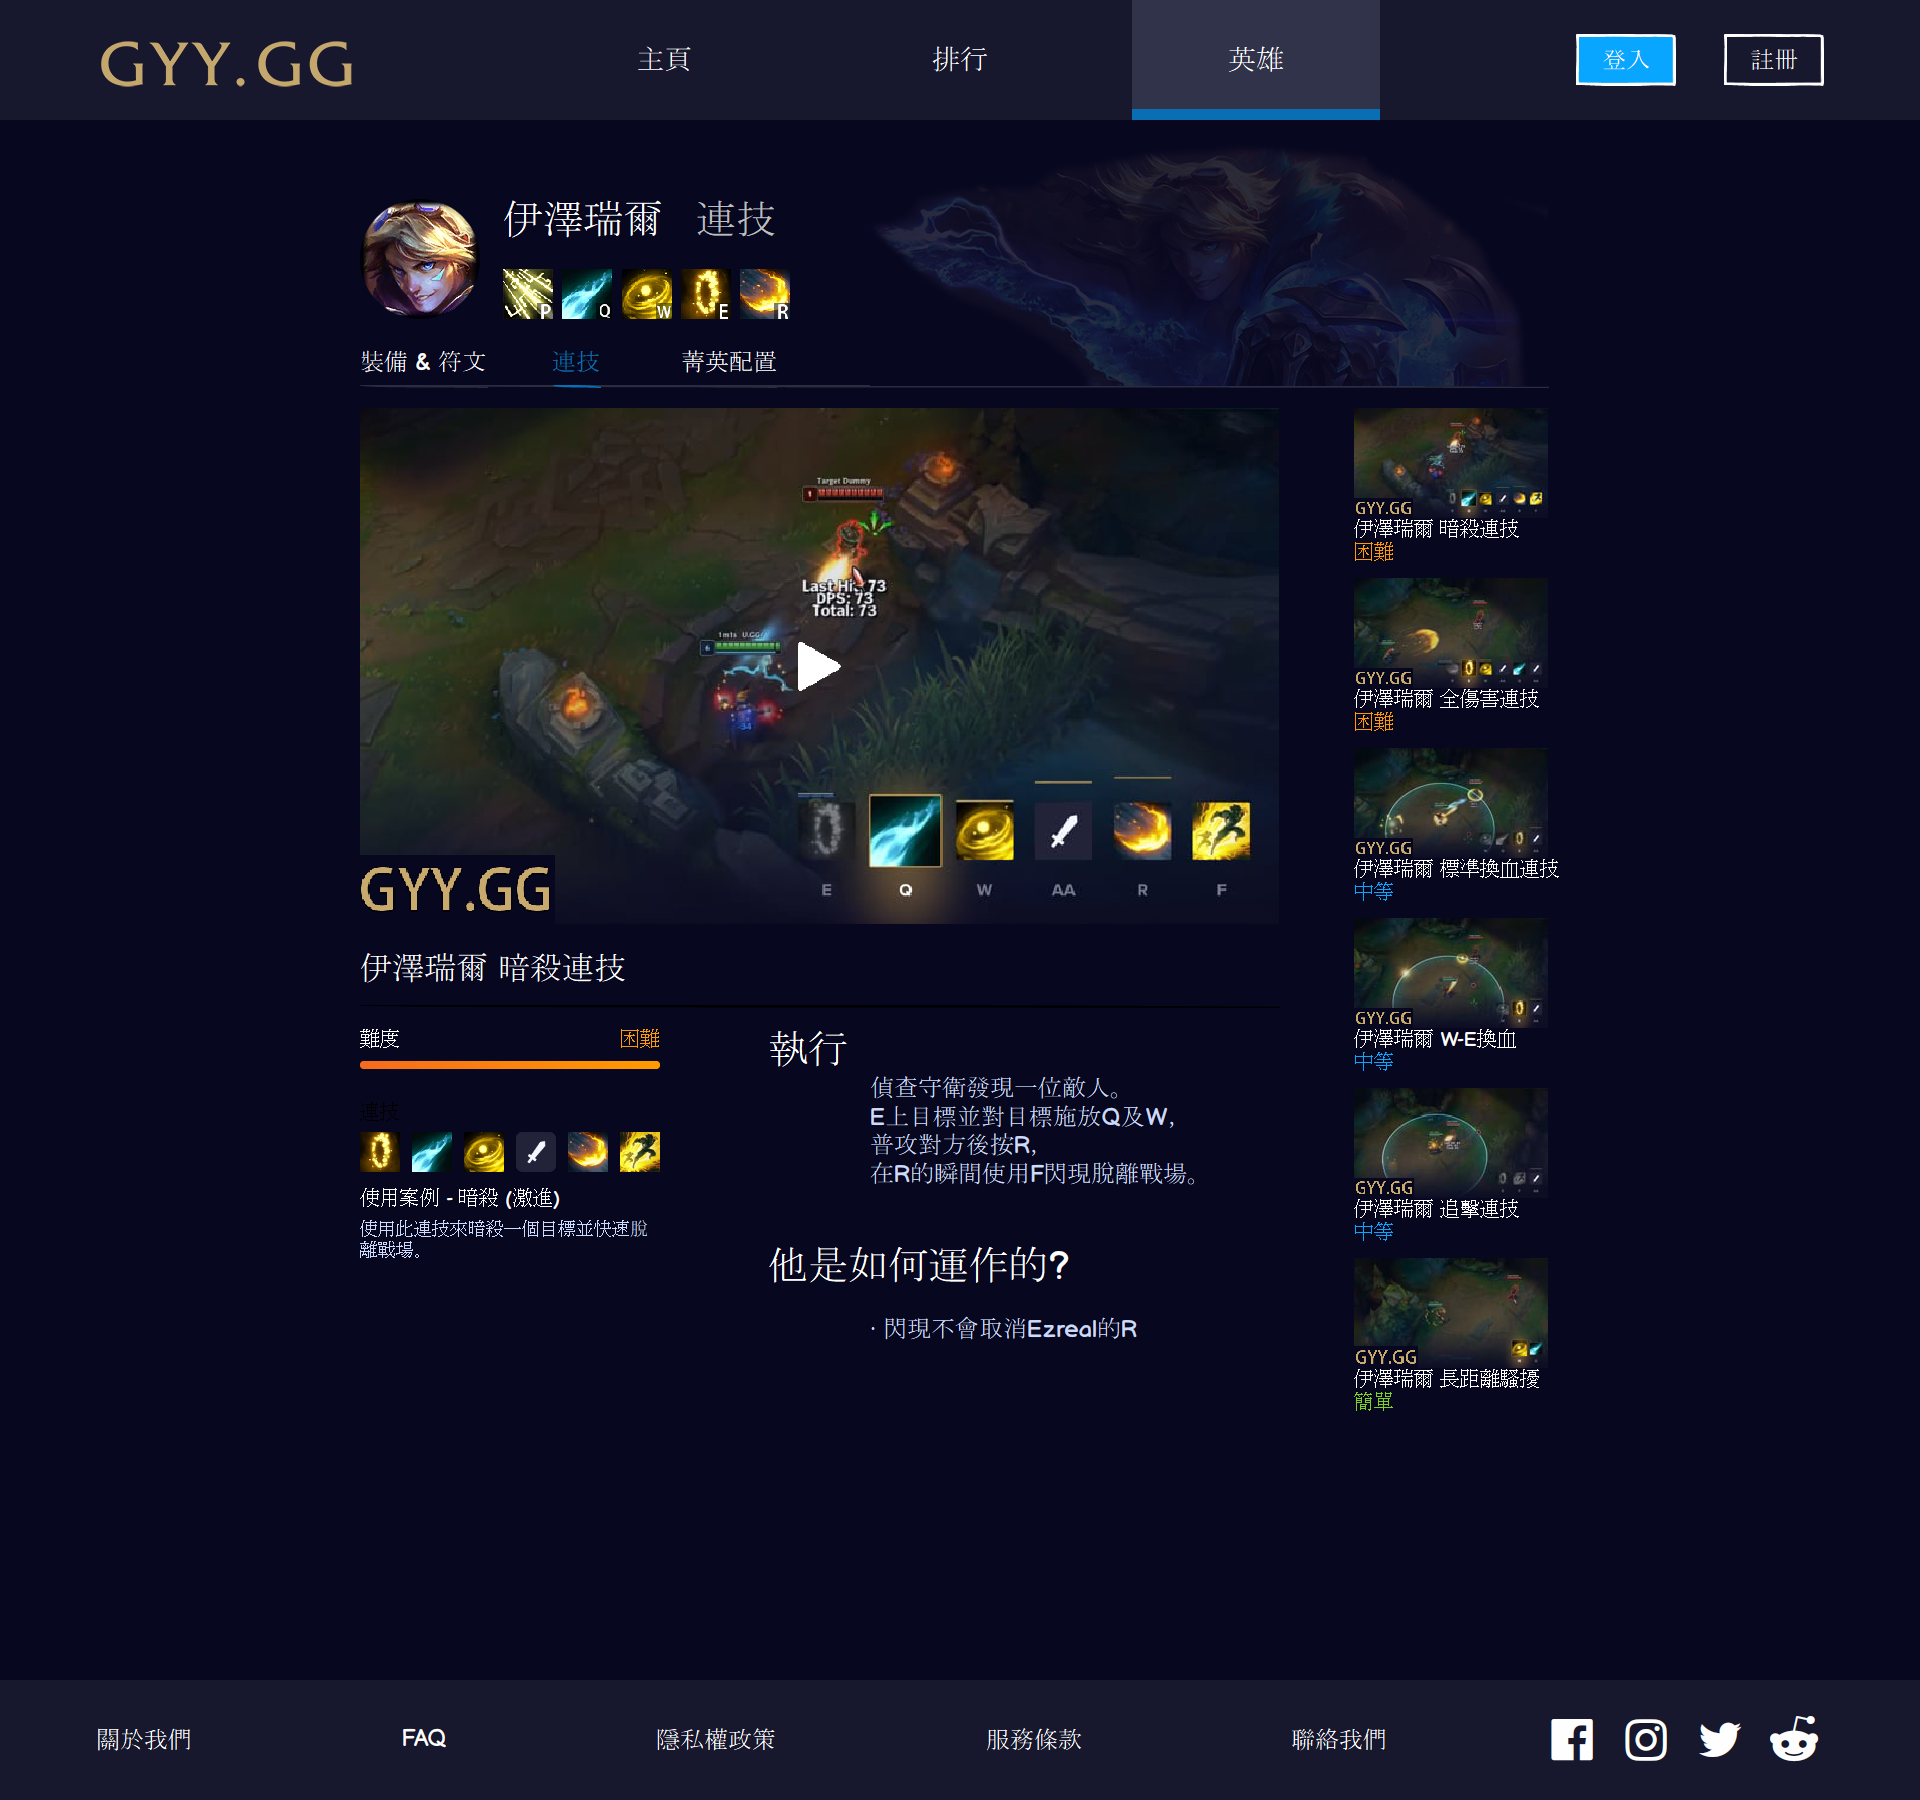 GYY.GG
主頁
排行
英雄
登入
註冊
伊澤瑞爾 連技
P Q W E R
裝備 & 符文
連技
菁英配置
Target Dummy
1
Last Hit: 73
DPS: 73
Total: 73
6
E Q W AA R F
GYY.GG
伊澤瑞爾 暗殺連技
難度 困難
連技
使用案例 - 暗殺 (激進)
使用此連技來暗殺一個目標並快速脫
離戰場。
執行
偵查守衛發現一位敵人。
E上目標並對目標施放Q及W,
普攻對方後按R,
在R的瞬間使用F閃現脫離戰場。
他是如何運作的?
· 閃現不會取消Ezreal的R
GYY.GG
伊澤瑞爾 暗殺連技
困難
GYY.GG
伊澤瑞爾 全傷害連技
困難
GYY.GG
伊澤瑞爾 標準換血連技
中等
GYY.GG
伊澤瑞爾 W-E換血
中等
GYY.GG
伊澤瑞爾 追擊連技
中等
GYY.GG
伊澤瑞爾 長距離騷擾
簡單
關於我們
FAQ
隱私權政策
服務條款
聯絡我們